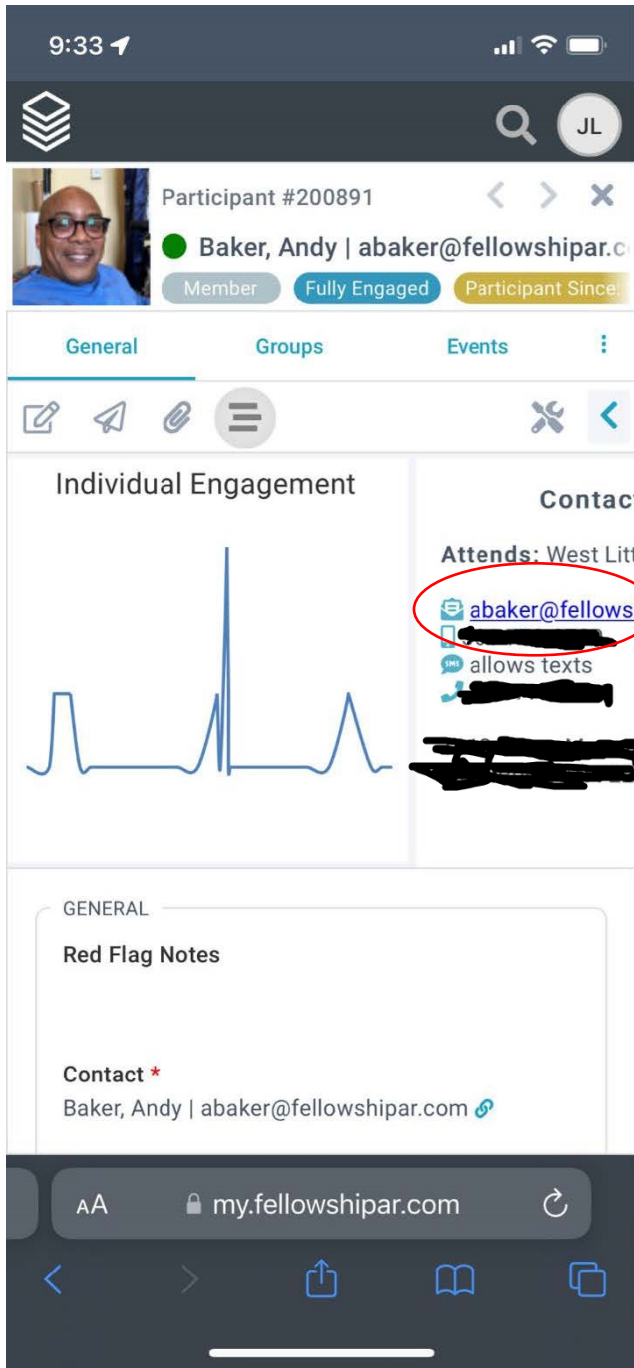 9:33
JL
Participant #200891
Baker, Andy | abaker@fellowshipar.c
Member Fully Engaged Participant Since:
General Groups Events
Individual Engagement
Contact
Attends: West Litt
abaker@fellows
SMS allows texts
GENERAL
Red Flag Notes
Contact *
Baker, Andy | abaker@fellowshipar.com
AA my.fellowshipar.com